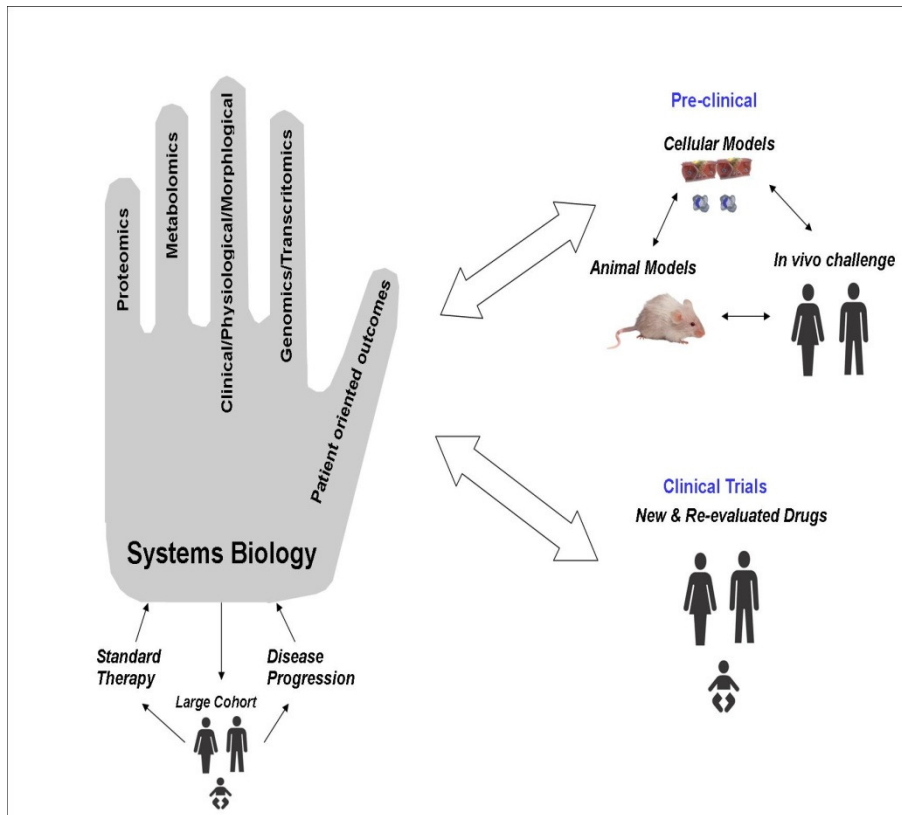 Proteomics
Metabolomics
Clinical/Physiological/Morphlogical
Genomics/Transcritomics
Patient oriented outcomes
Systems Biology
Standard
Therapy
Disease
Progression
Large Cohort
Pre-clinical
Cellular Models
Animal Models
In vivo challenge
Clinical Trials
New & Re-evaluated Drugs